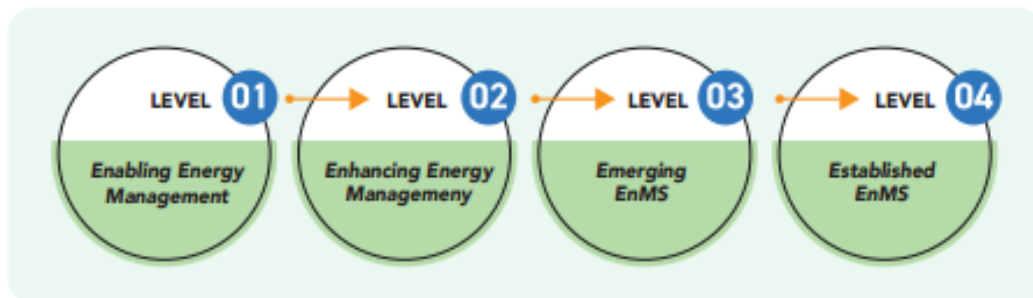 LEVEL 01
Enabling Energy
Management
LEVEL 02
Enhancing Energy
Managemeny
LEVEL 03
Emerging
EnMS
LEVEL 04
Established
EnMS